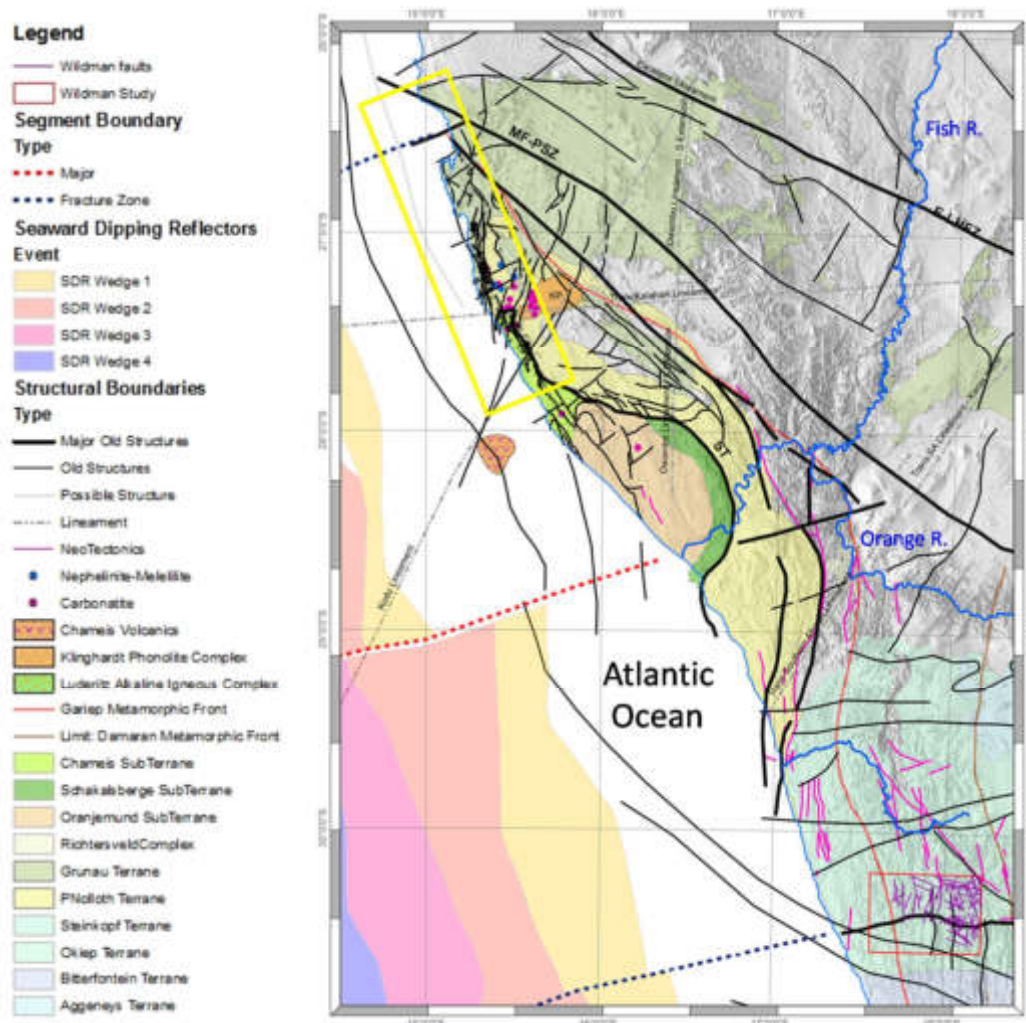 Legend
Wildman faults
Wildman Study
Segment Boundary
Type
Major
Fracture Zone
Seaward Dipping Reflectors
Event
SDR Wedge 1
SDR Wedge 2
SDR Wedge 3
SDR Wedge 4
Structural Boundaries
Type
Major Old Structures
Old Structures
Possible Structure
Lineament
NeoTectonics
Nephelinite-Melellite
Carbonatite
Chameis Volcanics
Klinghardt Phonolite Complex
Luderitz Alkaline Igneous Complex
Gariep Metamorphic Front
Limit: Damaran Metamorphic Front
Chameis SubTerrane
Schakalsberge SubTerrane
Oranjemund SubTerrane
RichtersveldComplex
Grunau Terrane
PNolloth Terrane
Steinkopf Terrane
Okiep Terrane
Bitterfontein Terrane
Aggeneys Terrane
Fish R.
MF-PSZ
ST
Orange R.
Atlantic
Ocean